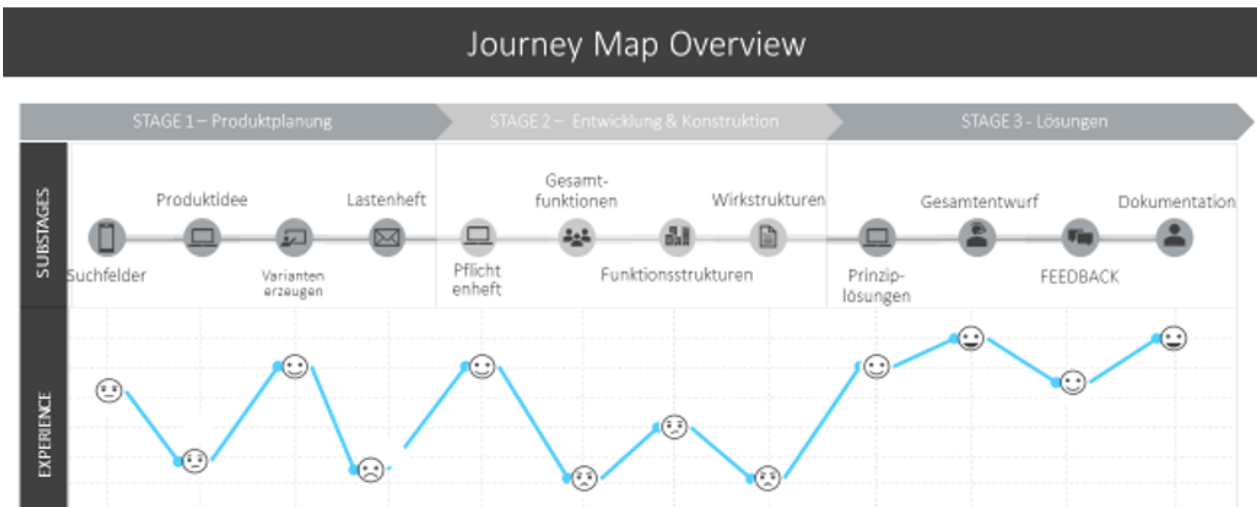 Journey Map Overview
STAGE 1 – Produktplanung
STAGE 2 – Entwicklung & Konstruktion
STAGE 3 - Lösungen
SUBSTAGES
Suchfelder
Produktidee
Varianten
erzeugen
Lastenheft
Pflicht
enheft
Gesamt-
funktionen
Funktionsstrukturen
Wirkstrukturen
Prinzip-
lösungen
Gesamtentwurf
FEEDBACK
Dokumentation
EXPERIENCE